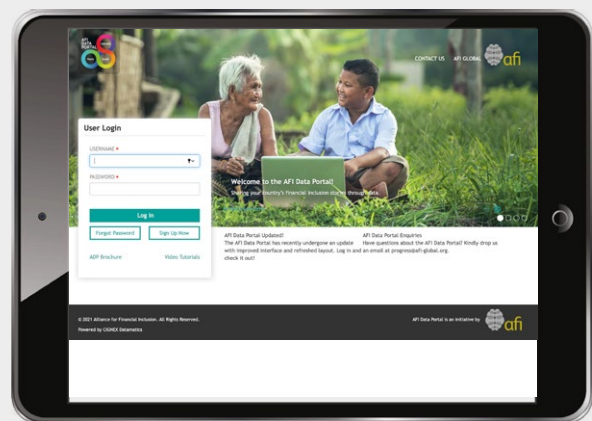 AFI
DATA
PORTAL
CONTACT US AFI GLOBAL
afi
User Login
USERNAME *
PASSWORD *
Log In
Forgot Password Sign Up Now
ADP Brochure Video Tutorials
Welcome to the AFI Data Portal!
Sharing your country's Financial Inclusion stories through data.
AFI Data Portal Updated!
The AFI Data Portal has recently undergone an update
with improved interface and refreshed layout. Log in and
check it out!
AFI Data Portal Enquiries
Have questions about the AFI Data Portal? Kindly drop us
an email at progress@afi-global.org.
© 2021 Alliance for Financial Inclusion. All Rights Reserved.
Powered by CIGNEX Datamatics
AFI Data Portal is an initiative by
afi